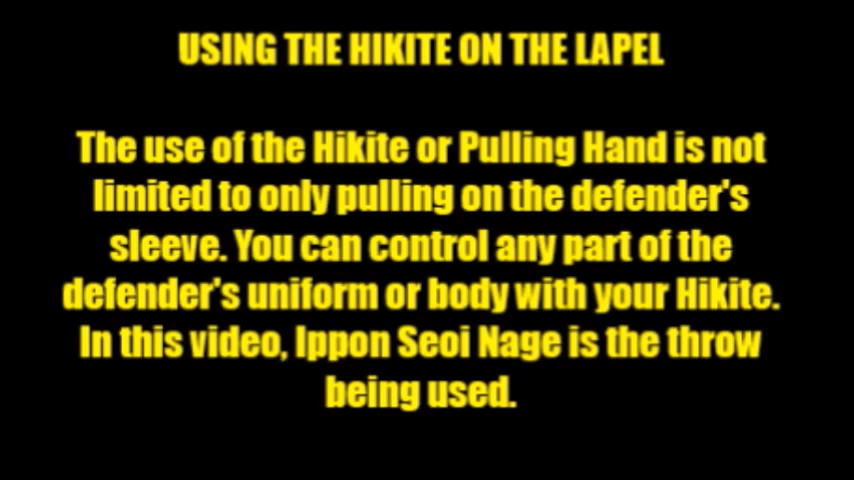 USING THE HIKITE ON THE LAPEL
The use of the Hikite or Pulling Hand is not
limited to only pulling on the defender's
sleeve. You can control any part of the
defender's uniform or body with your Hikite.
In this video, Ippon Seoi Nage is the throw
being used.